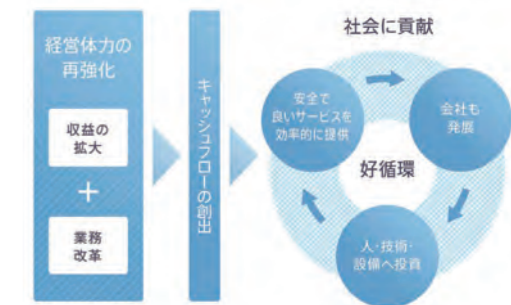 経営体力の
再強化
収益の
拡大
+
業務
改革
キャッシュフローの創出
社会に貢献
安全で
良いサービスを
効率的に提供
会社も
発展
好循環
人・技術・
設備へ投資